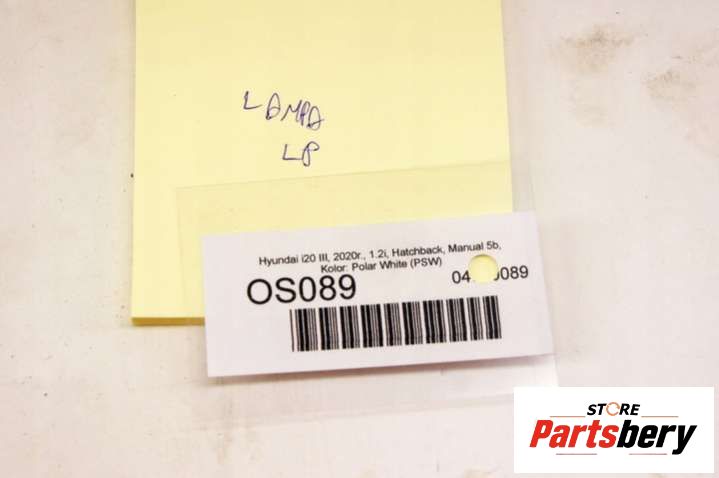 LAMPA
LP
Hyundai i20 III, 2020r., 1.2i, Hatchback, Manual 5b,
Kolor: Polar White (PSW)
OS089
STORE
Partsbery